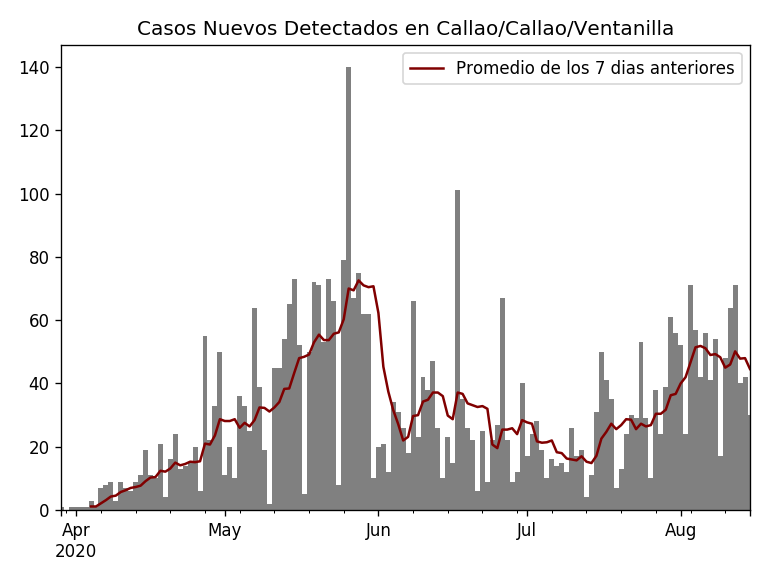 Casos Nuevos Detectados en Callao/Callao/Ventanilla
Promedio de los 7 dias anteriores
140
120
100
80
60
40
20
0
Apr
2020
May
Jun
Jul
Aug